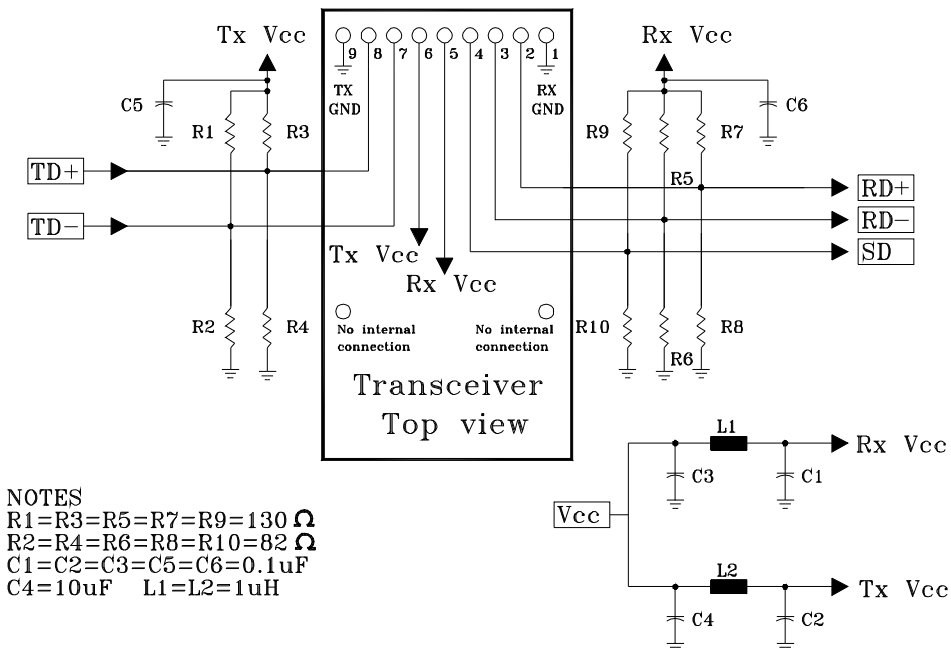 Tx Vcc
Rx Vcc
9 8 7 6 5 4 3 2 1
TX
GND
RX
GND
C5
C6
R1
R3
R9
R7
TD+
R5
RD+
TD-
RD-
Tx Vcc
SD
Rx Vcc
R2
R4
R10
R8
No internal
connection
No internal
connection
R6
Transceiver
Top view
L1
Rx Vcc
C3
C1
Vcc
L2
Tx Vcc
C4
C2
NOTES
R1=R3=R5=R7=R9=130 Ω
R2=R4=R6=R8=R10=82 Ω
C1=C2=C3=C5=C6=0.1uF
C4=10uF L1=L2=1uH